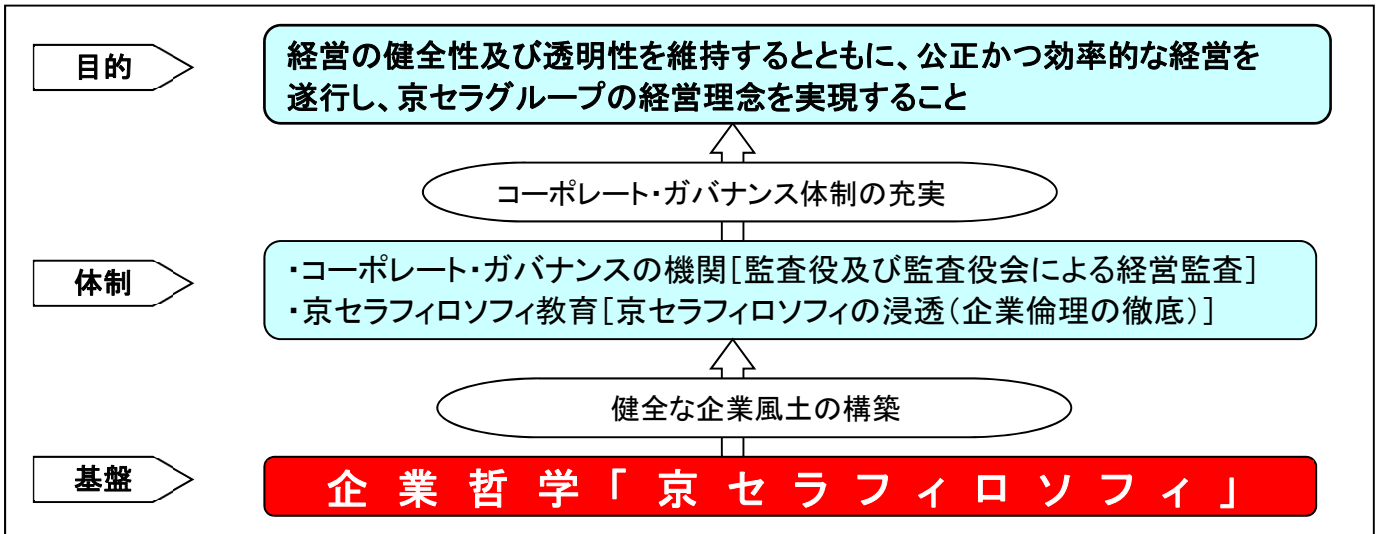 目的
経営の健全性及び透明性を維持するとともに、公正かつ効率的な経営を
遂行し、京セラグループの経営理念を実現すること
コーポレート・ガバナンス体制の充実
体制
・コーポレート・ガバナンスの機関[監査役及び監査役会による経営監査]
・京セラフィロソフィ教育[京セラフィロソフィの浸透(企業倫理の徹底)]
健全な企業風土の構築
基盤
企業哲学「京セラフィロソフィ」